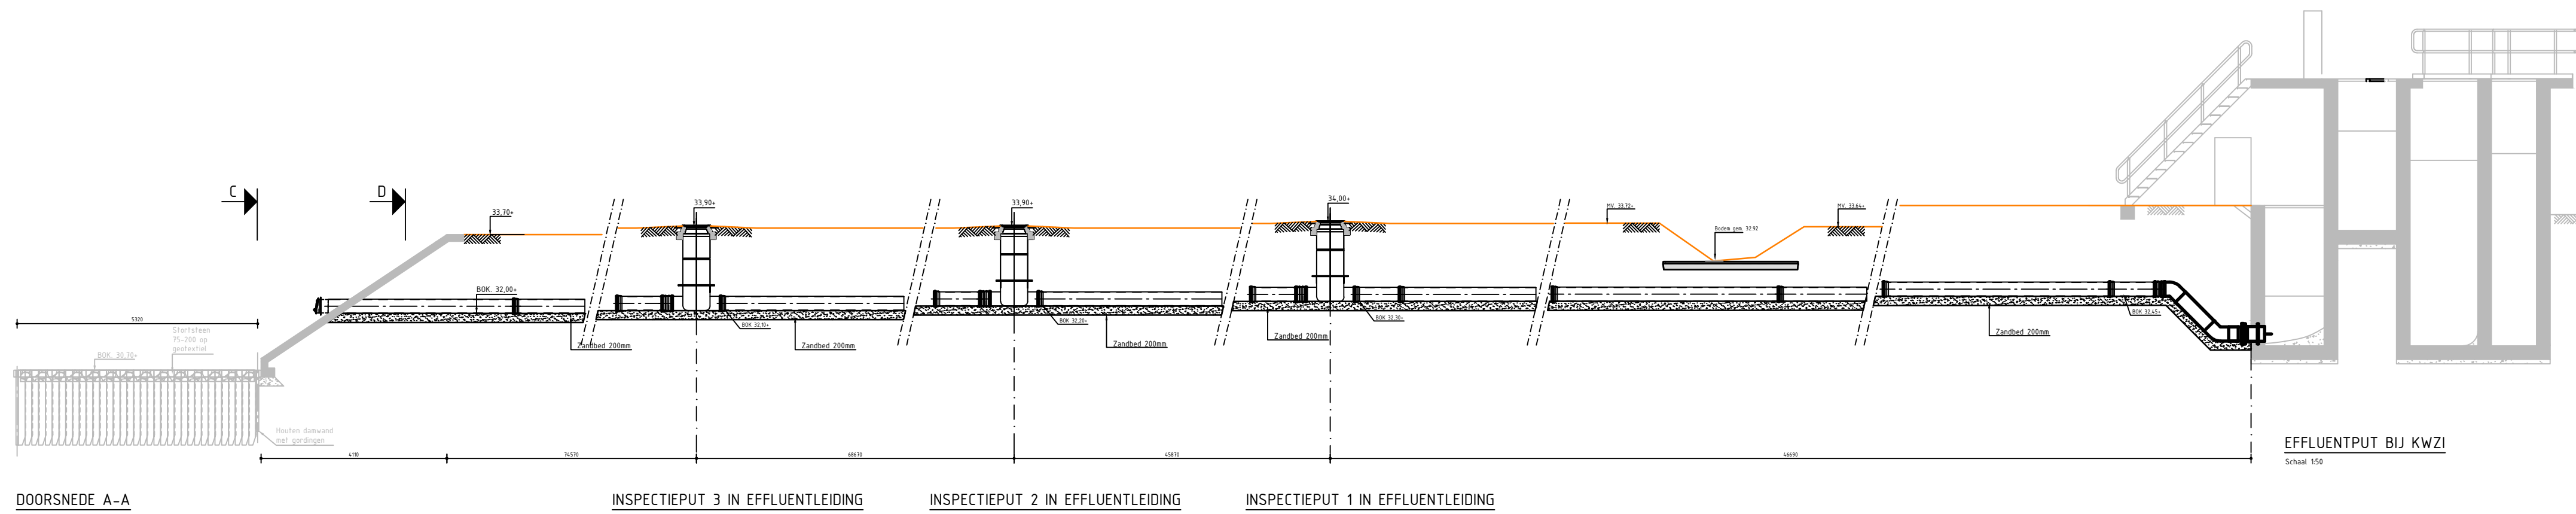 C
D
33,70+
33,90+
33,90+
34,00+
MV. 33.72+
MV. 33.64+
Bodem gem. 32.92
BOK. 32,00+
BOK 32,10+
BOK 32,20+
BOK 32,30+
BOK 32,45+
5320
Stortsteen
75-200 op
geotextiel
BOK. 30,70+
Zandbed 200mm
Zandbed 200mm
Zandbed 200mm
Zandbed 200mm
Zandbed 200mm
Houten damwand
met gordingen
4110
74570
68670
45870
46690
EFFLUENTPUT BIJ KWZI
Schaal 1:50
DOORSNEDE A-A
INSPECTIEPUT 3 IN EFFLUENTLEIDING
INSPECTIEPUT 2 IN EFFLUENTLEIDING
INSPECTIEPUT 1 IN EFFLUENTLEIDING